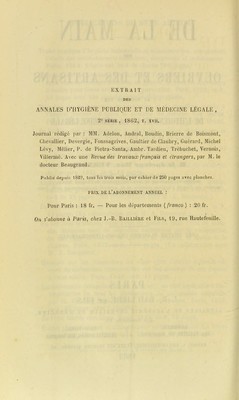 EXTRAIT
DES
ANNALES D'HYGIÈNE PUBLIQUE ET DE MÉDECINE LÉGALE,
2e SÉRIE, 1862, t. XVII.
Journal rédigé par : MM. Adelon, Andral, Boudin, Brierre de Boismont,
Chevallier, Devergie, Fonssagrives, Gaultier de Claubry, Guérard, Michel
Lévy, Mélier, P. de Pietra-Santa, Ambr. Tardieu, Trébuchet, Vernois,
Villermé. Avec une Revue des travaux français et étrangers, par M. le
docteur Beaugrand.
Publié depuis 1829, tous les trois mois, par cahier de 250 pages avec planches.
PRIX DE L'ABONNEMENT ANNUEL :
Pour Paris : 18 fr. — Pour les départements (franco) : 20 fr.
On s'abonne à Paris, chez J.-B. BAILLIÈRE et FILS, 19, rue Hautefeuille.